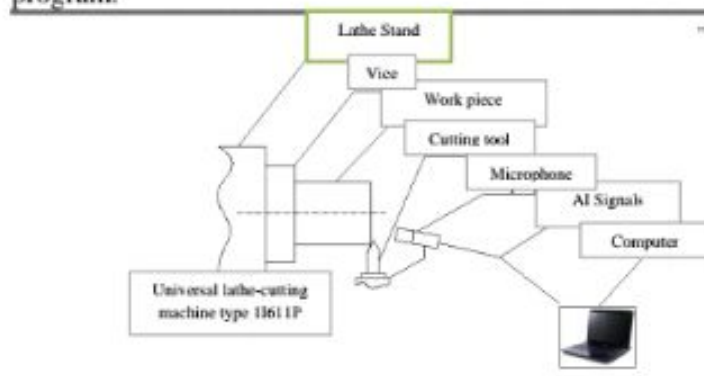 program.
Lathe Stand
Vice
Work piece
Cutting tool
Microphone
AI Signals
Computer
Universal lathe-cutting
machine type 1I611P